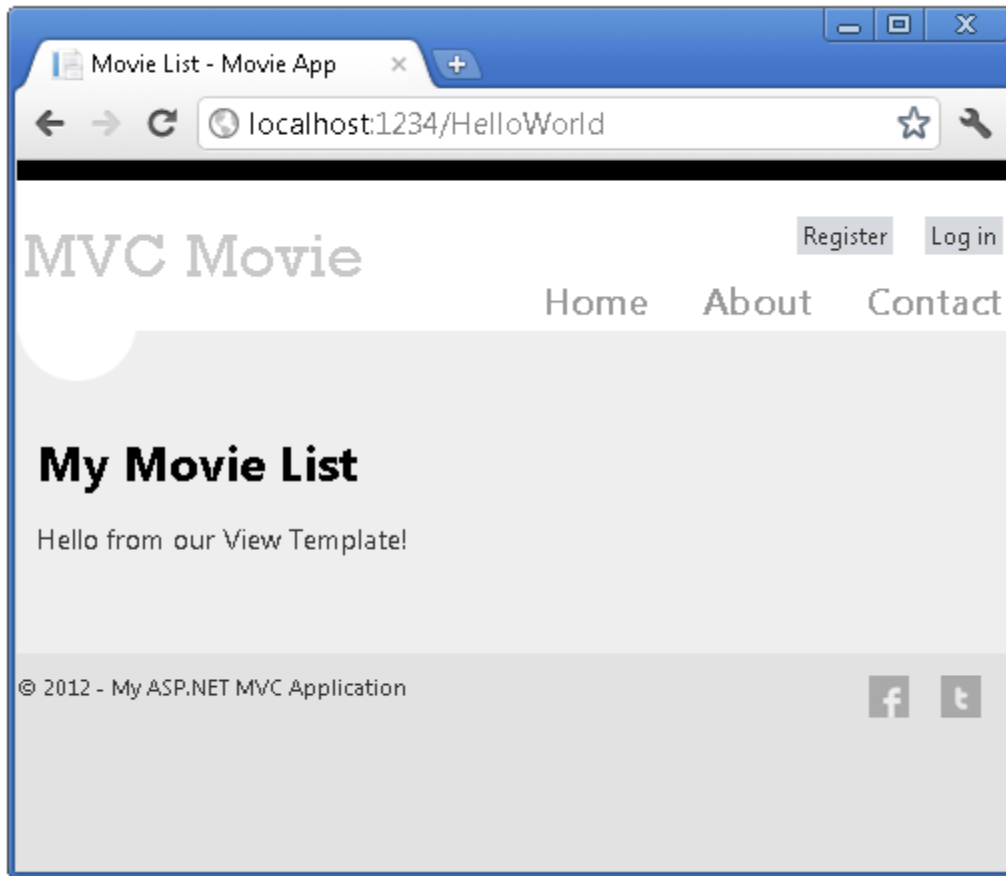 Movie List - Movie App
localhost:1234/HelloWorld
Register Log in
MVC Movie
Home About Contact
My Movie List
Hello from our View Template!
© 2012 - My ASP.NET MVC Application
f t